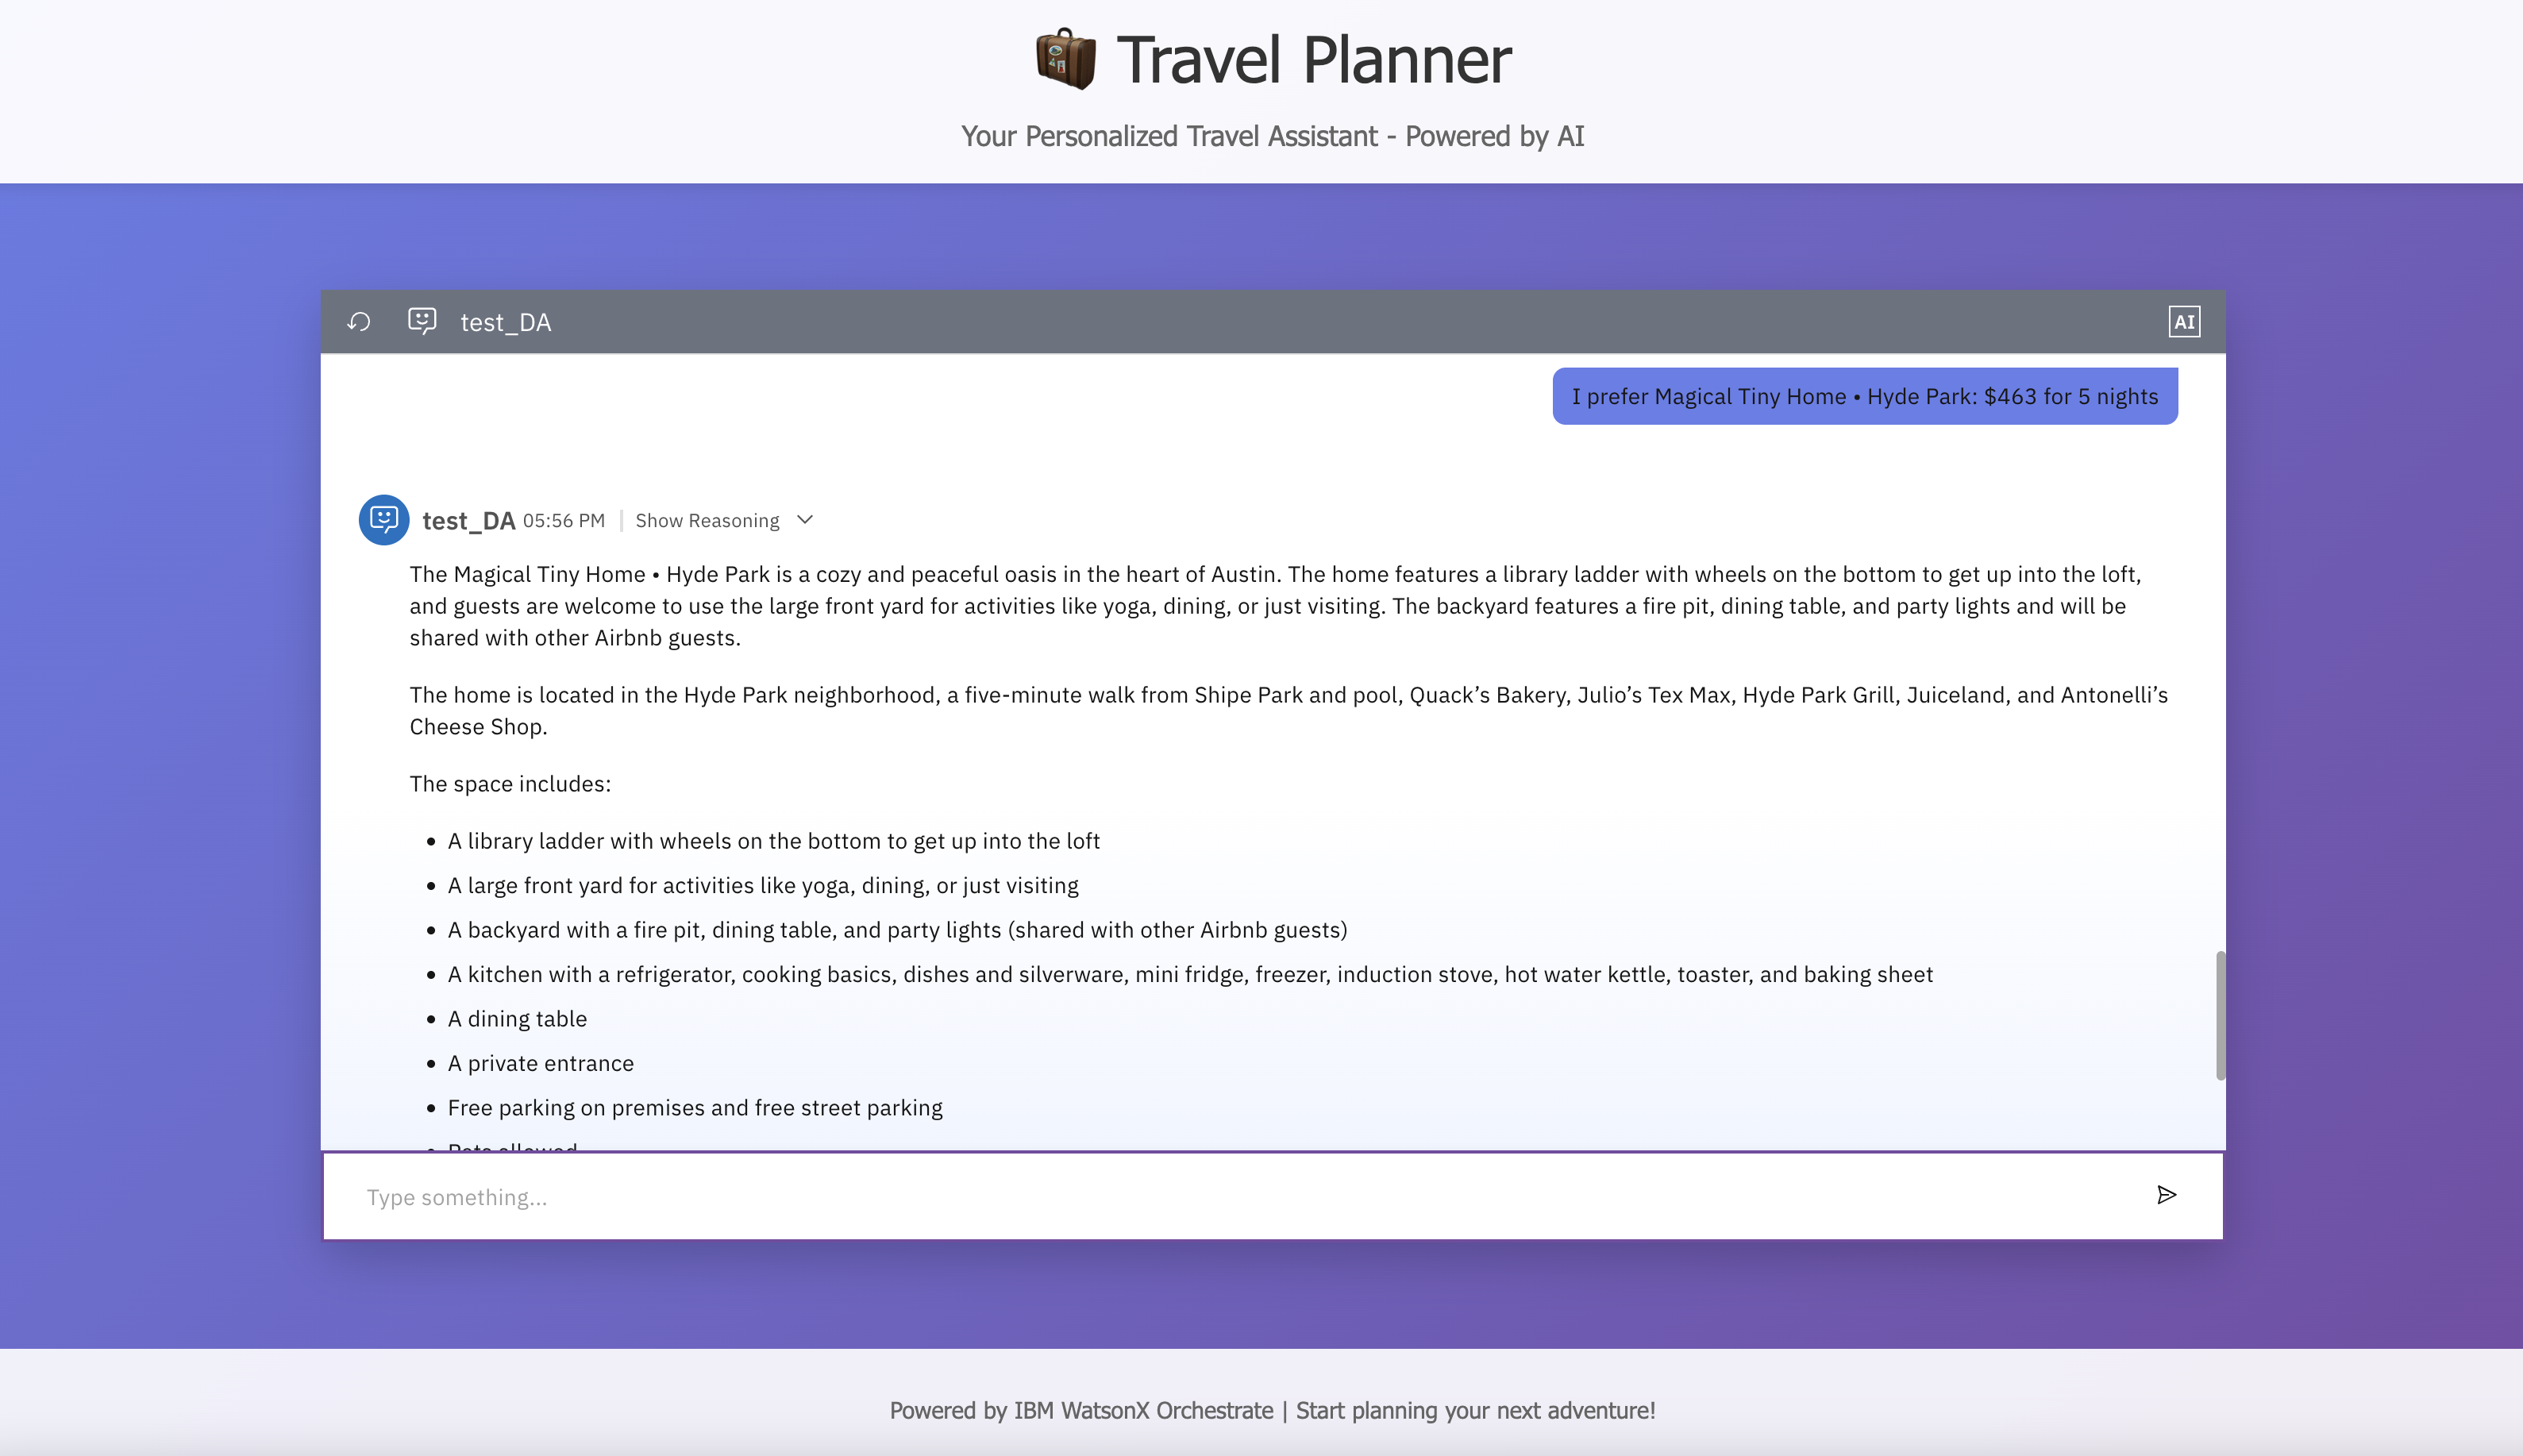 Travel Planner
Your Personalized Travel Assistant - Powered by AI
test_DA
AI
I prefer Magical Tiny Home • Hyde Park: $463 for 5 nights
test_DA 05:56 PM | Show Reasoning
The Magical Tiny Home • Hyde Park is a cozy and peaceful oasis in the heart of Austin. The home features a library ladder with wheels on the bottom to get up into the loft,
and guests are welcome to use the large front yard for activities like yoga, dining, or just visiting. The backyard features a fire pit, dining table, and party lights and will be
shared with other Airbnb guests.
The home is located in the Hyde Park neighborhood, a five-minute walk from Shipe Park and pool, Quack’s Bakery, Julio’s Tex Max, Hyde Park Grill, Juiceland, and Antonelli’s
Cheese Shop.
The space includes:
• A library ladder with wheels on the bottom to get up into the loft
• A large front yard for activities like yoga, dining, or just visiting
• A backyard with a fire pit, dining table, and party lights (shared with other Airbnb guests)
• A kitchen with a refrigerator, cooking basics, dishes and silverware, mini fridge, freezer, induction stove, hot water kettle, toaster, and baking sheet
• A dining table
• A private entrance
• Free parking on premises and free street parking
• Pets allowed
Type something...
Powered by IBM WatsonX Orchestrate | Start planning your next adventure!